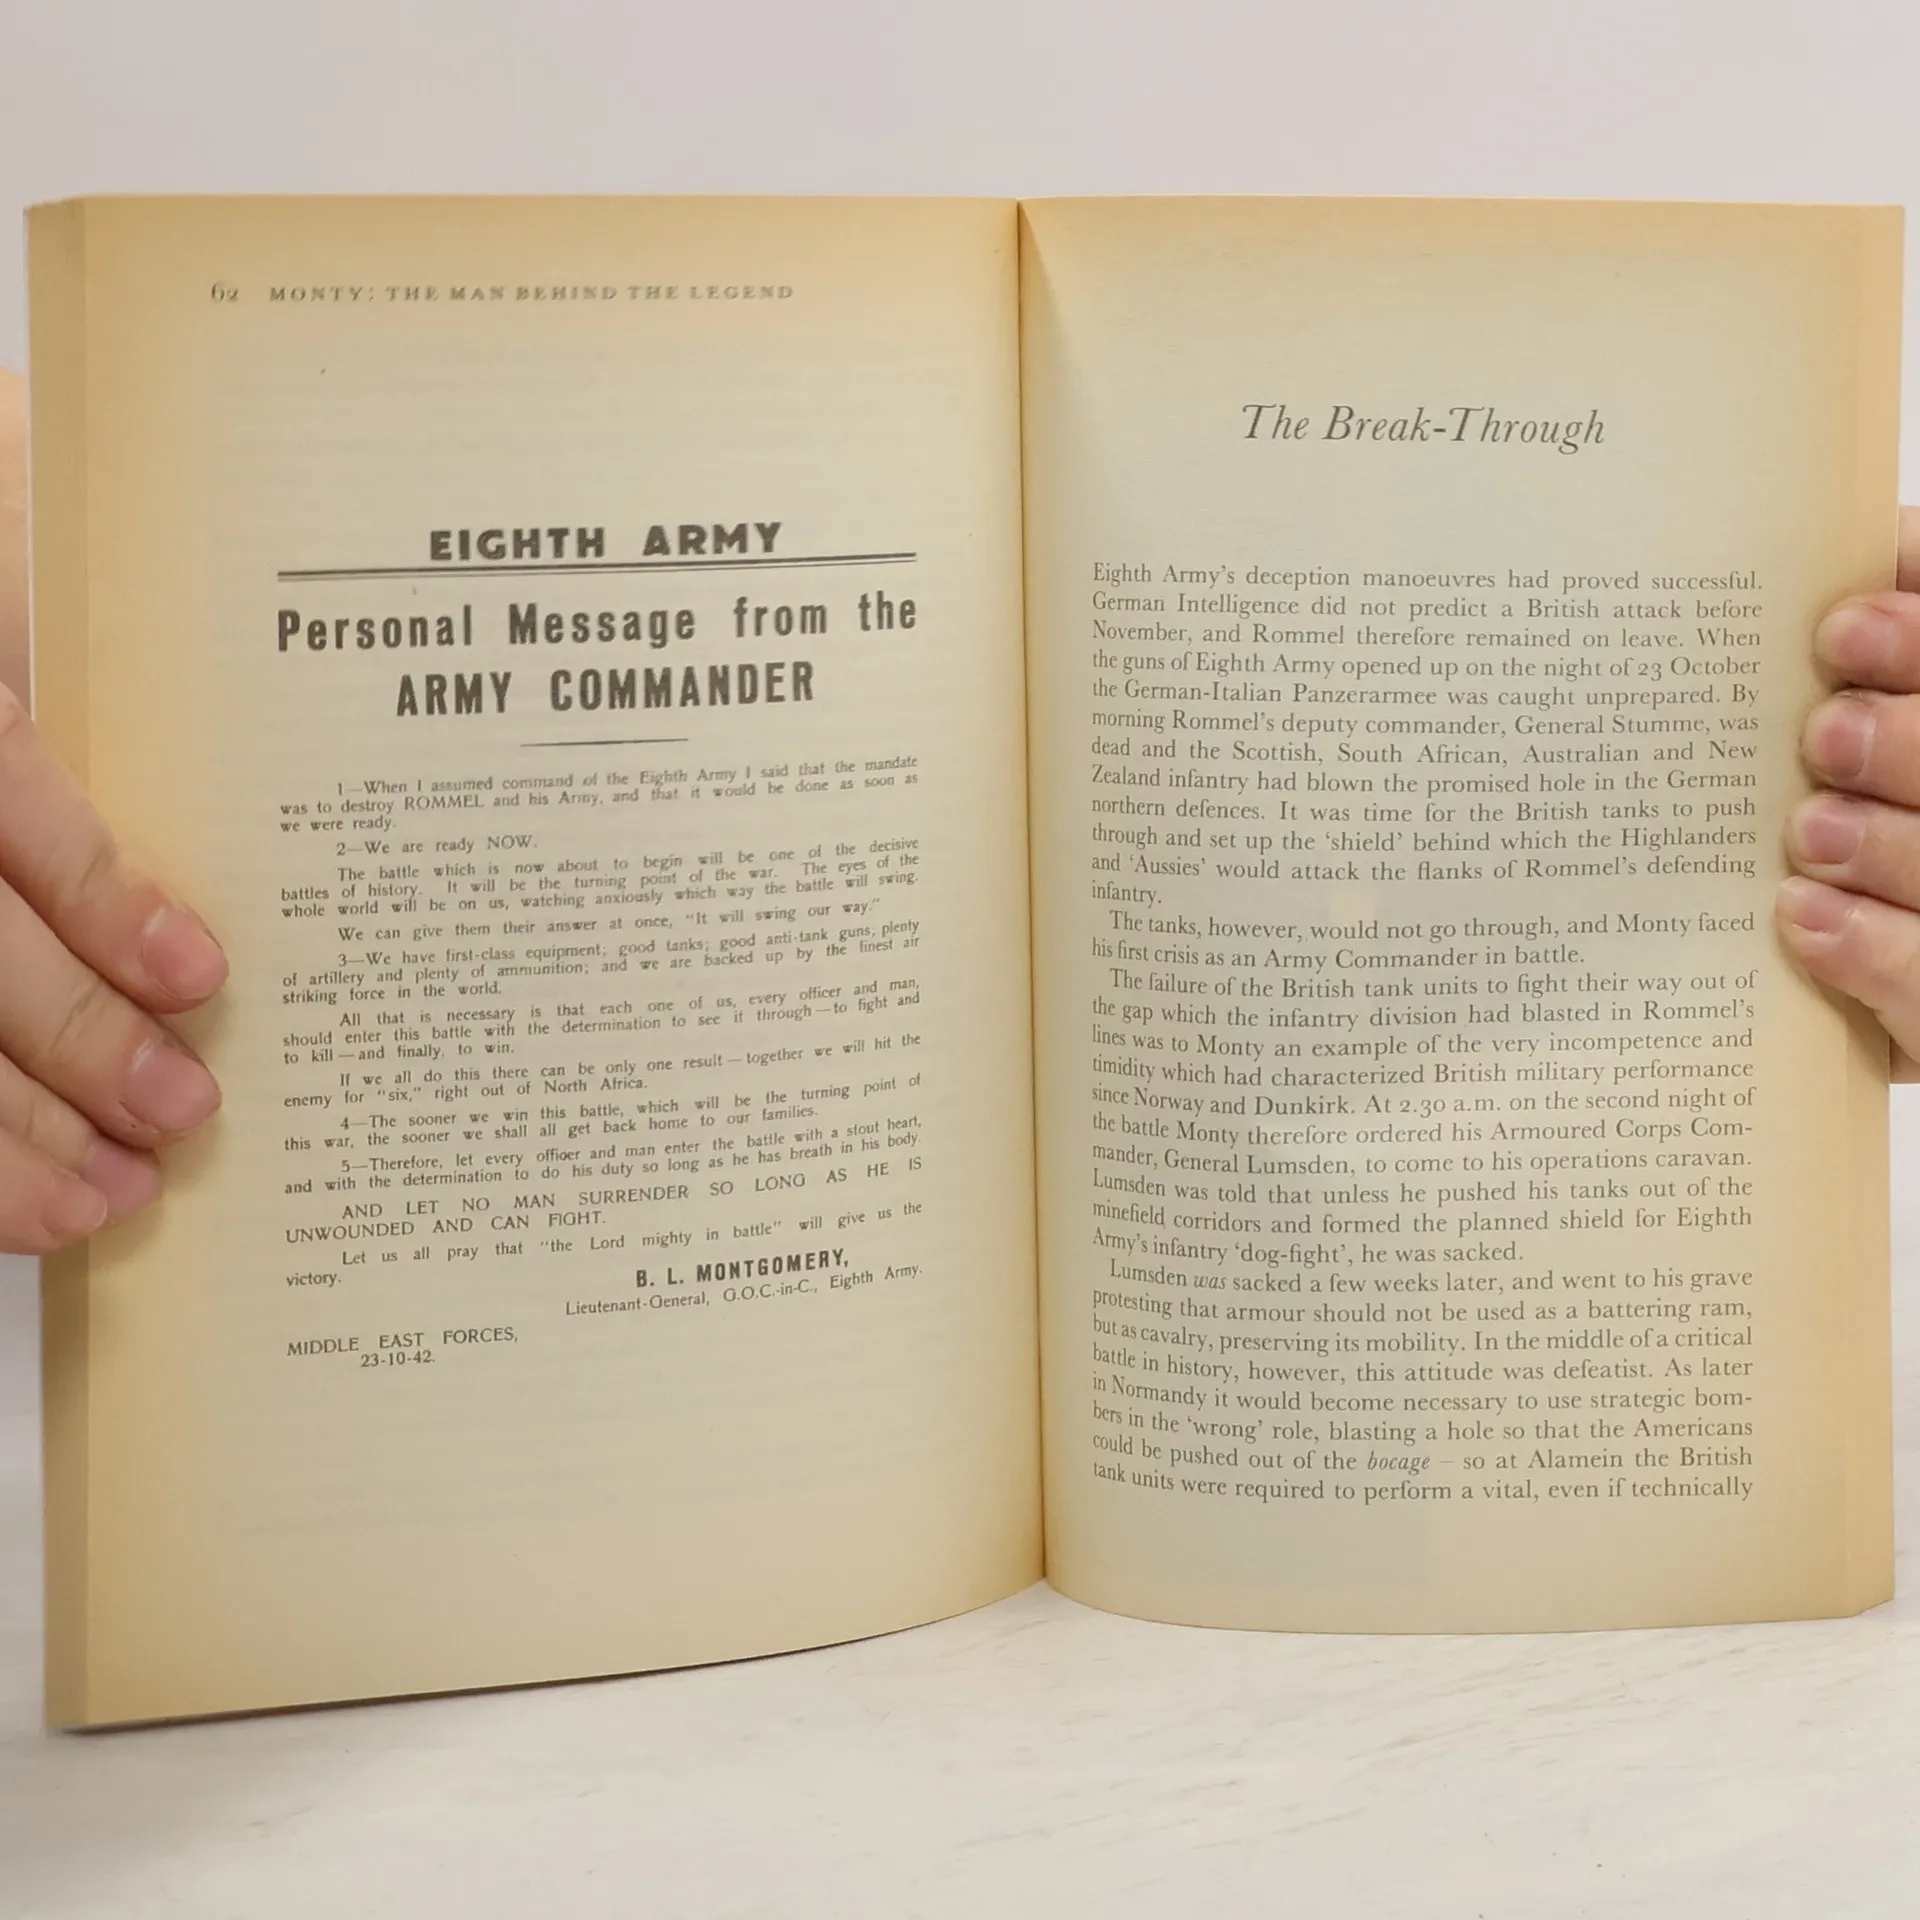 62 MONTY: THE MAN BEHIND THE LEGEND
EIGHTH ARMY
Personal Message from the
ARMY COMMANDER
1—When I assumed command of the Eighth Army I said that the mandate
was to destroy ROMMEL and his Army, and that it would be done as soon as
we were ready.
2—We are ready NOW.
The battle which is now about to begin will be one of the decisive
battles of history. It will be the turning point of the war. The eyes of the
whole world will be on us, watching anxiously which way the battle will swing.
We can give them their answer at once, "It will swing our way."
3—We have first-class equipment; good tanks; good anti-tank guns; plenty
of artillery and plenty of ammunition; and we are backed up by the finest air
striking force in the world.
All that is necessary is that each one of us, every officer and man,
should enter this battle with the determination to see it through—to fight and
to kill—and finally, to win.
If we all do this there can be only one result—together we will hit the
enemy for "six," right out of North Africa.
4—The sooner we win this battle, which will be the turning point of
this war, the sooner we shall all get back home to our families.
5—Therefore, let every officer and man enter the battle with a stout heart,
and with the determination to do his duty so long as he has breath in his body.
AND LET NO MAN SURRENDER SO LONG AS HE IS
UNWOUNDED AND CAN FIGHT.
Let us all pray that "the Lord mighty in battle" will give us the
victory.
B. L. MONTGOMERY,
Lieutenant-General, G.O.C.-in-C., Eighth Army.
MIDDLE EAST FORCES,
23-10-42.
The Break-Through
Eighth Army's deception manoeuvres had proved successful.
German Intelligence did not predict a British attack before
November, and Rommel therefore remained on leave. When
the guns of Eighth Army opened up on the night of 23 October
the German-Italian Panzerarmee was caught unprepared. By
morning Rommel's deputy commander, General Stumme, was
dead and the Scottish, South African, Australian and New
Zealand infantry had blown the promised hole in the German
northern defences. It was time for the British tanks to push
through and set up the 'shield' behind which the Highlanders
and 'Aussies' would attack the flanks of Rommel's defending
infantry.
The tanks, however, would not go through, and Monty faced
his first crisis as an Army Commander in battle.
The failure of the British tank units to fight their way out of
the gap which the infantry division had blasted in Rommel's
lines was to Monty an example of the very incompetence and
timidity which had characterized British military performance
since Norway and Dunkirk. At 2.30 a.m. on the second night of
the battle Monty therefore ordered his Armoured Corps Com-
mander, General Lumsden, to come to his operations caravan.
Lumsden was told that unless he pushed his tanks out of the
minefield corridors and formed the planned shield for Eighth
Army's infantry 'dog-fight', he was sacked.
Lumsden was sacked a few weeks later, and went to his grave
protesting that armour should not be used as a battering ram,
but as cavalry, preserving its mobility. In the middle of a critical
battle in history, however, this attitude was defeatist. As later
in Normandy it would become necessary to use strategic bom-
bers in the 'wrong' role, blasting a hole so that the Americans
could be pushed out of the bocage – so at Alamein the British
tank units were required to perform a vital, even if technically